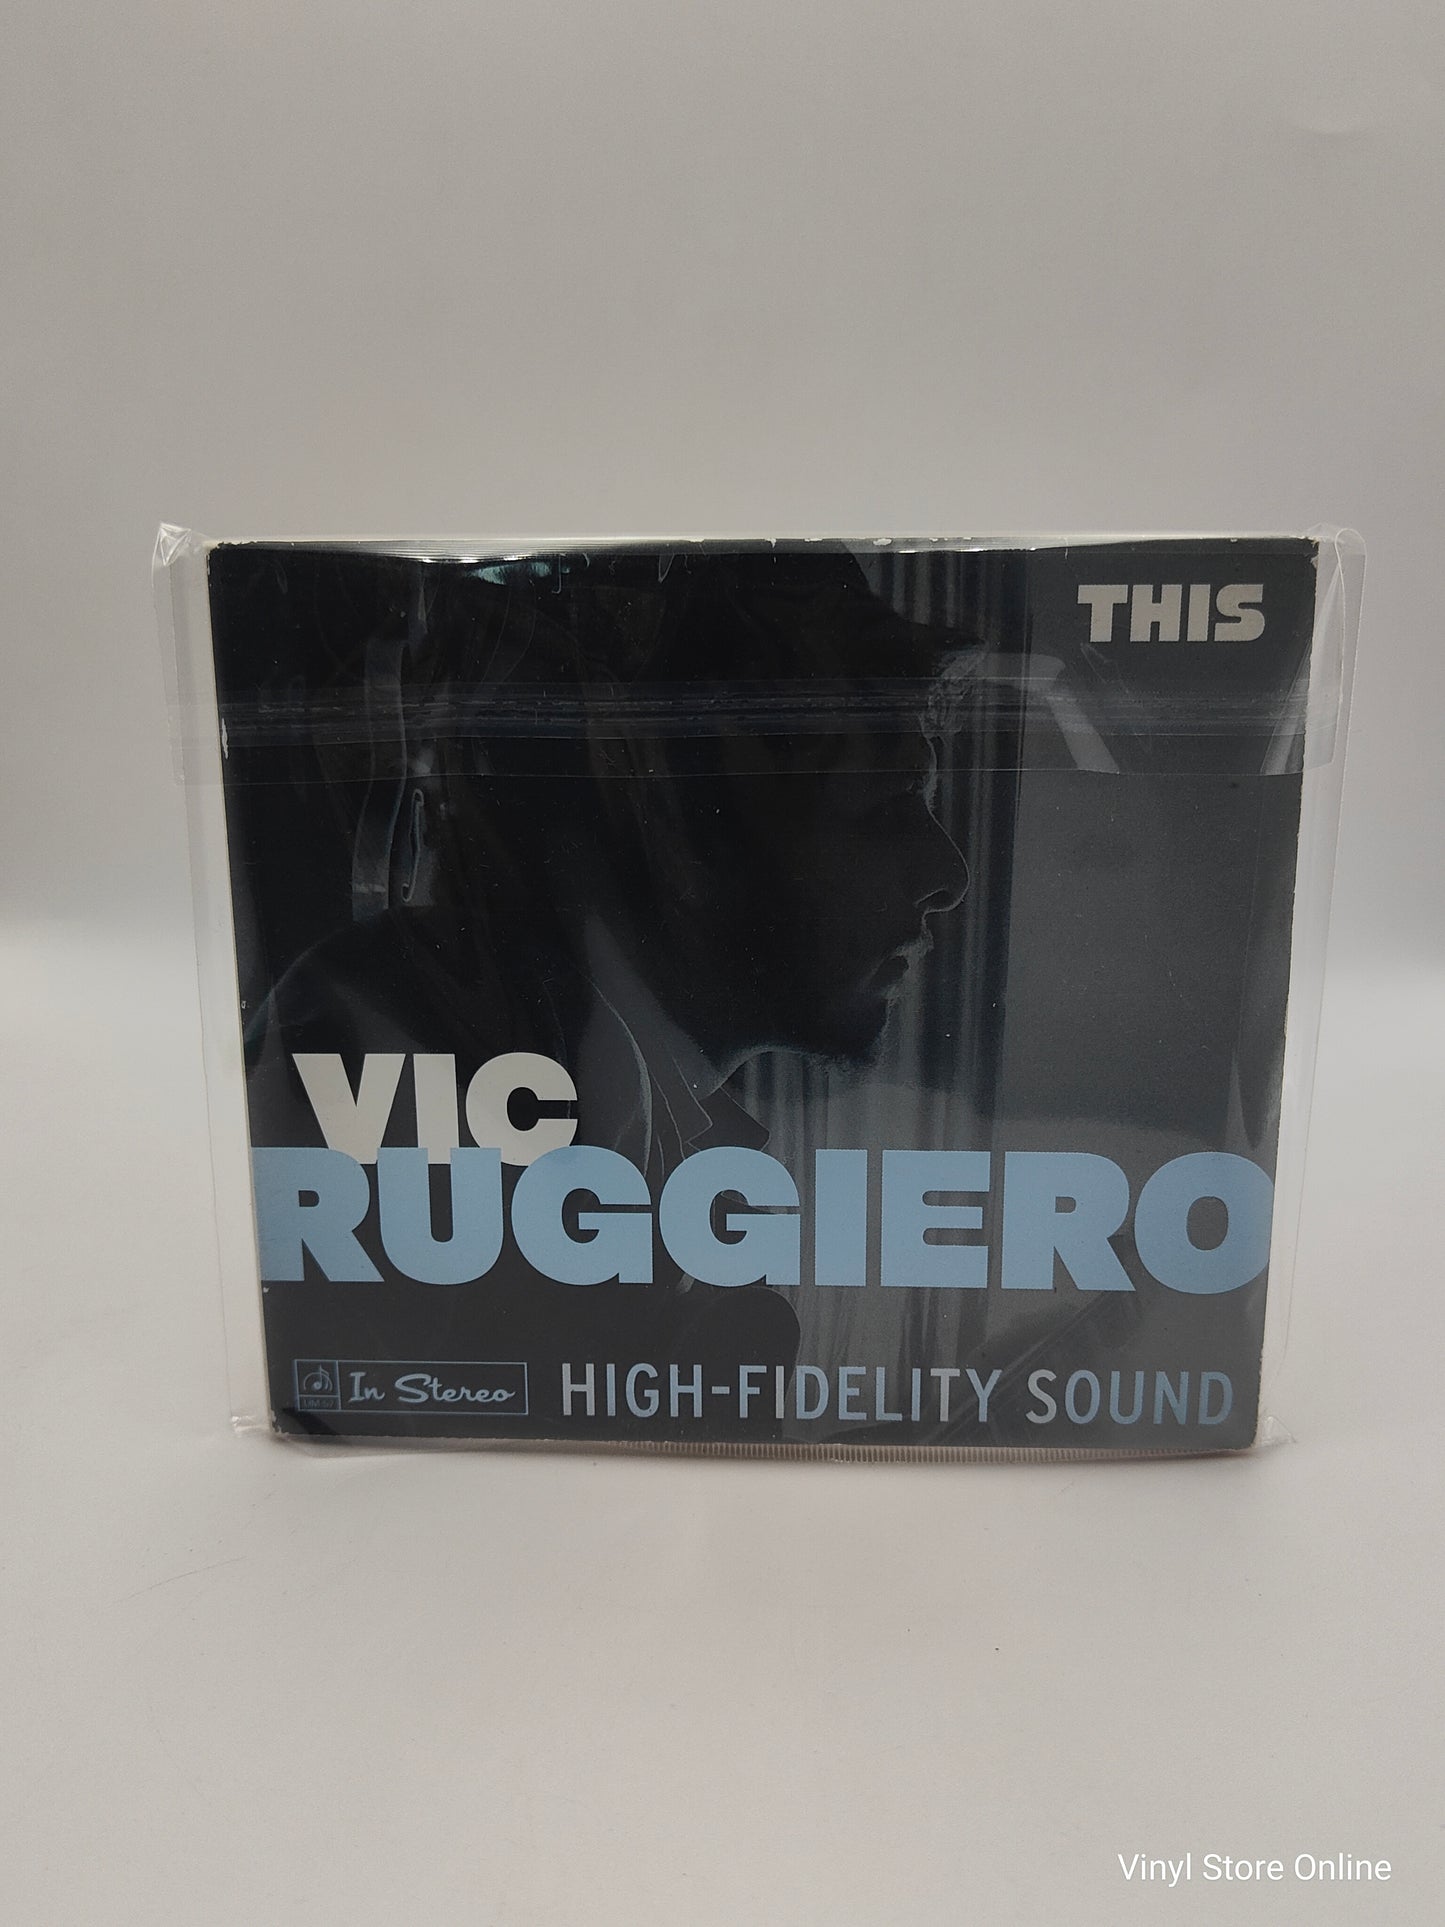 THIS
VIC
RUGGIERO
In Stereo
HIGH-FIDELITY SOUND
Vinyl Store Online